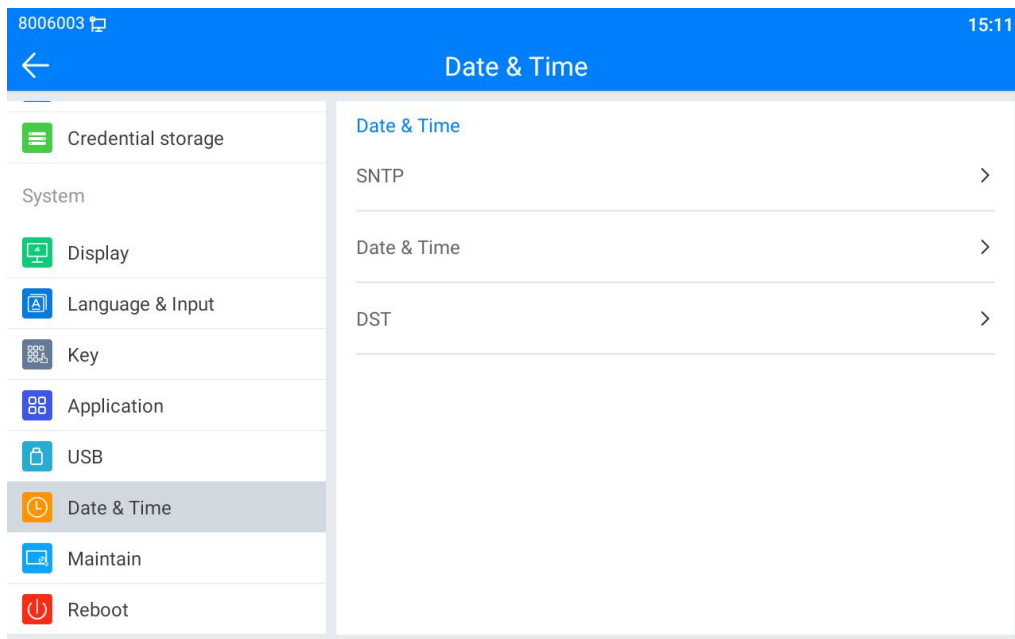 8006003
15:11
Date & Time
Credential storage
System
Display
Language & Input
Key
Application
USB
Date & Time
Maintain
Reboot
Date & Time
SNTP
Date & Time
DST